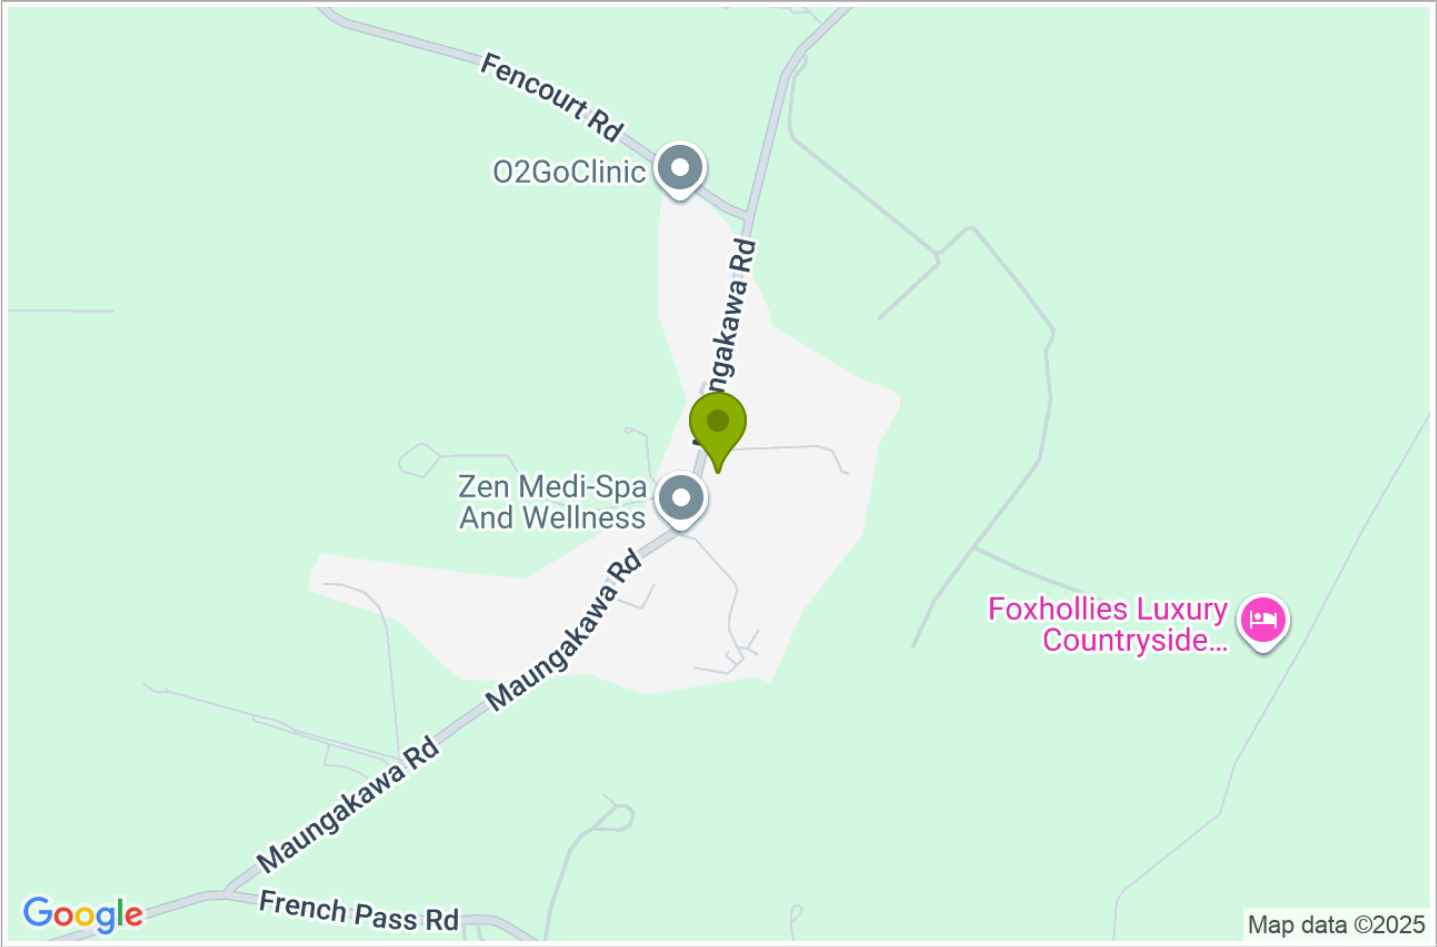 Fencourt Rd
O2GoClinic
ngakawa Rd
Zen Medi-Spa
And Wellness
Maungakawa Rd
Foxhollies Luxury
Countryside...
Maungakawa Rd
French Pass Rd
Google
Map data ©2025